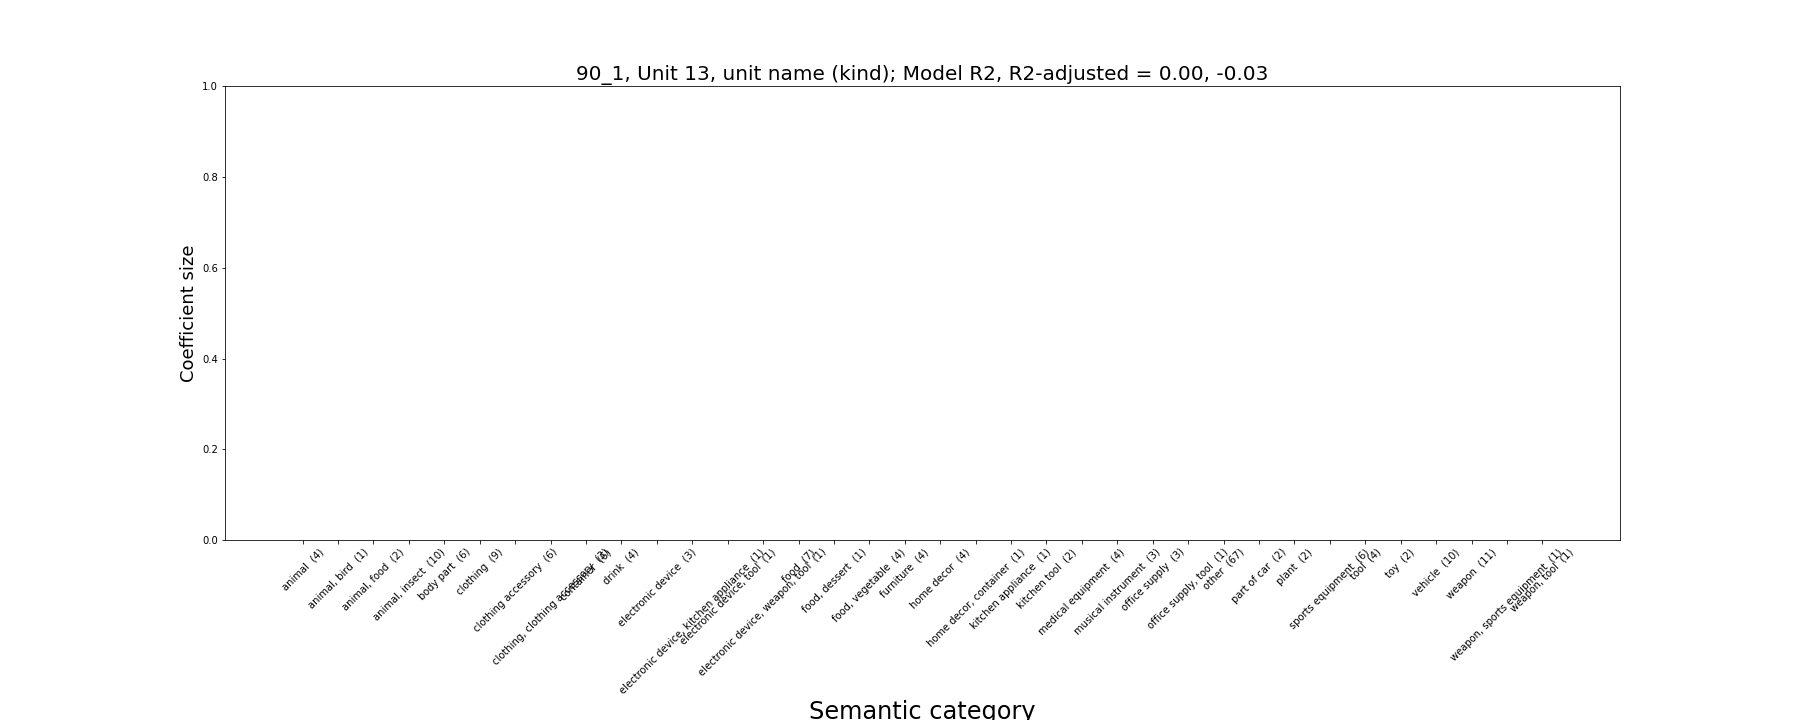 90_1, Unit 13, unit name (kind); Model R2, R2-adjusted = 0.00, -0.03
Coefficient size
1.0
0.8
0.6
0.4
0.2
0.0
animal (4)
animal, bird (1)
animal, food (2)
animal, insect (10)
body part (6)
clothing (9)
clothing accessory (6)
clothing, clothing accessory (3)
container (6)
drink (4)
electronic device (3)
electronic device, kitchen appliance (1)
electronic device, tool (1)
electronic device, weapon, tool (1)
food (7)
food, dessert (1)
food, vegetable (4)
furniture (4)
home decor (4)
home decor, container (1)
kitchen appliance (1)
kitchen tool (2)
medical equipment (4)
musical instrument (3)
office supply (3)
office supply, tool (1)
other (67)
part of car (2)
plant (2)
sports equipment (6)
tool (4)
toy (2)
vehicle (10)
weapon (11)
weapon, sports equipment (1)
weapon, tool (1)
Semantic category